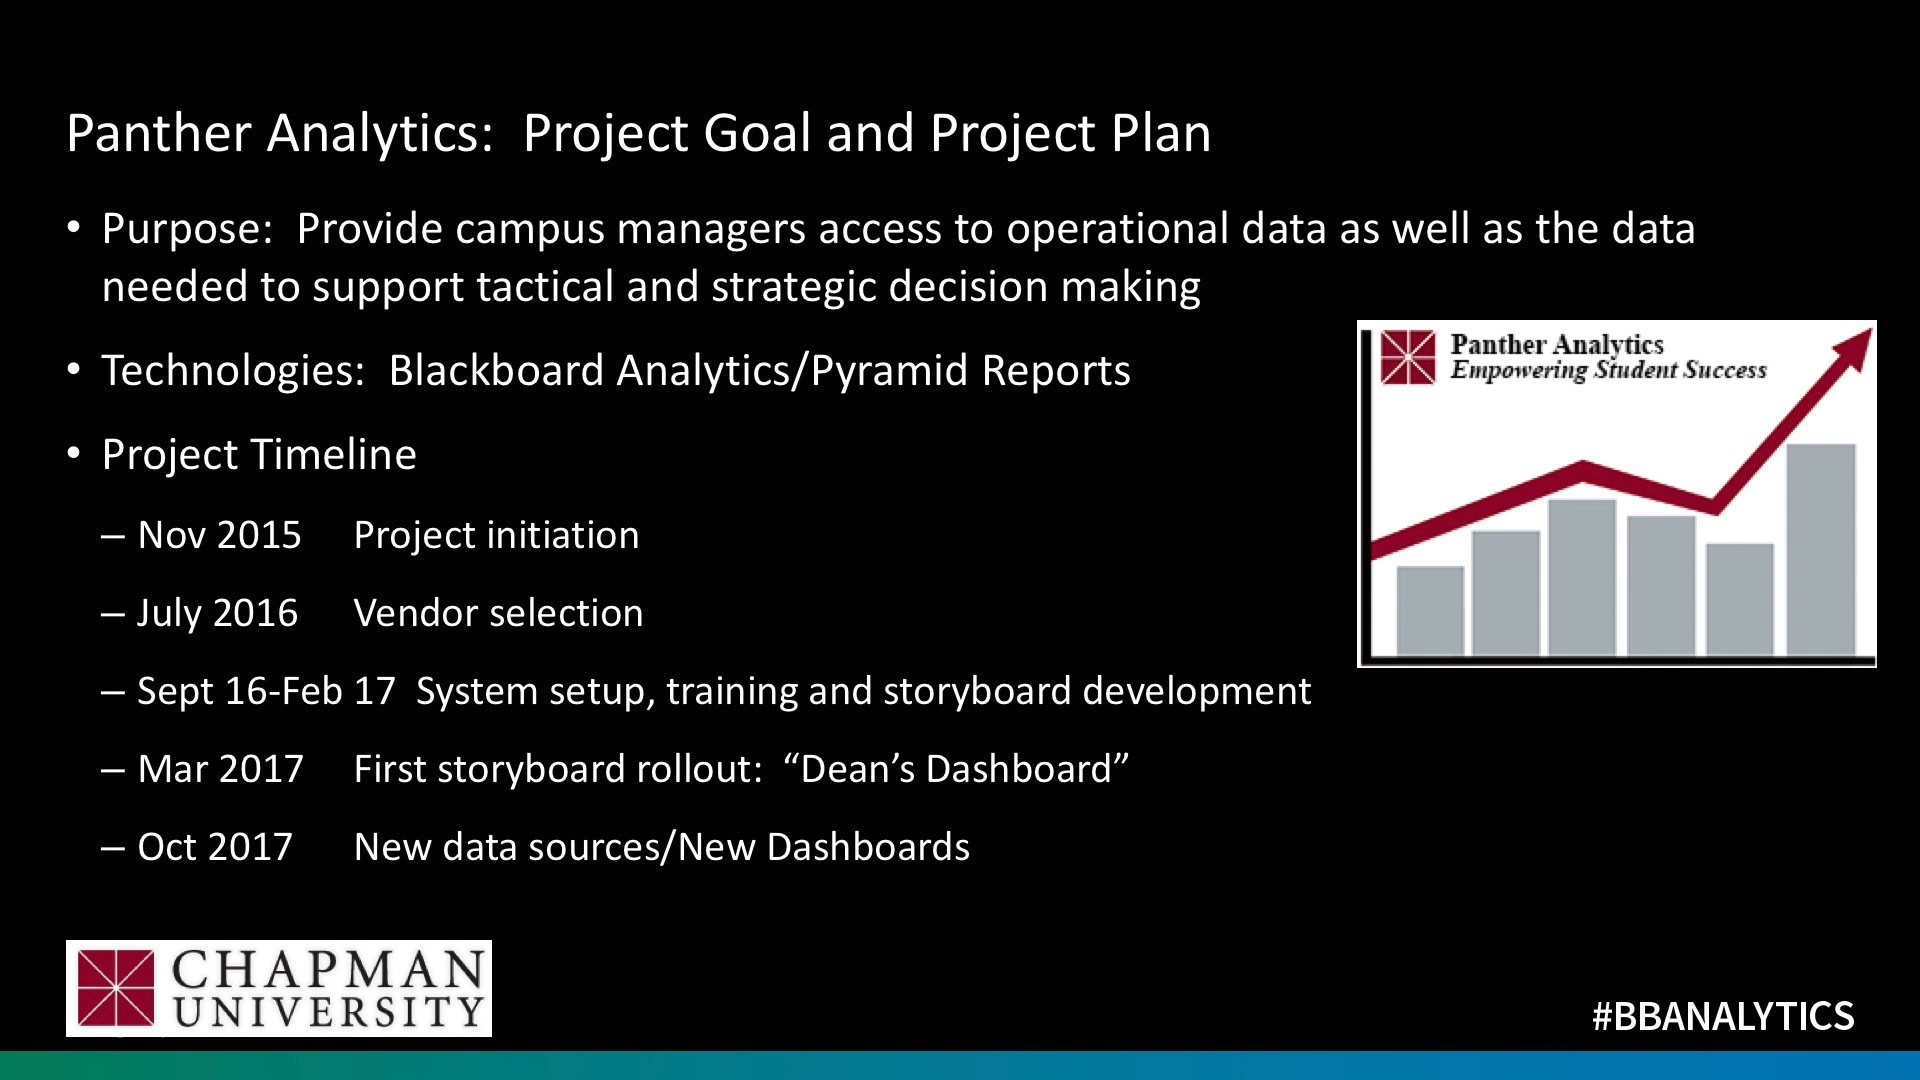 Panther Analytics:  Project Goal and Project Plan
• Purpose:  Provide campus managers access to operational data as well as the data
needed to support tactical and strategic decision making
• Technologies:  Blackboard Analytics/Pyramid Reports
• Project Timeline
– Nov 2015 Project initiation
– July 2016 Vendor selection
– Sept 16-Feb 17 System setup, training and storyboard development
– Mar 2017 First storyboard rollout:  “Dean’s Dashboard”
– Oct 2017 New data sources/New Dashboards
Panther Analytics
Empowering Student Success
CHAPMAN
UNIVERSITY
#BBANALYTICS